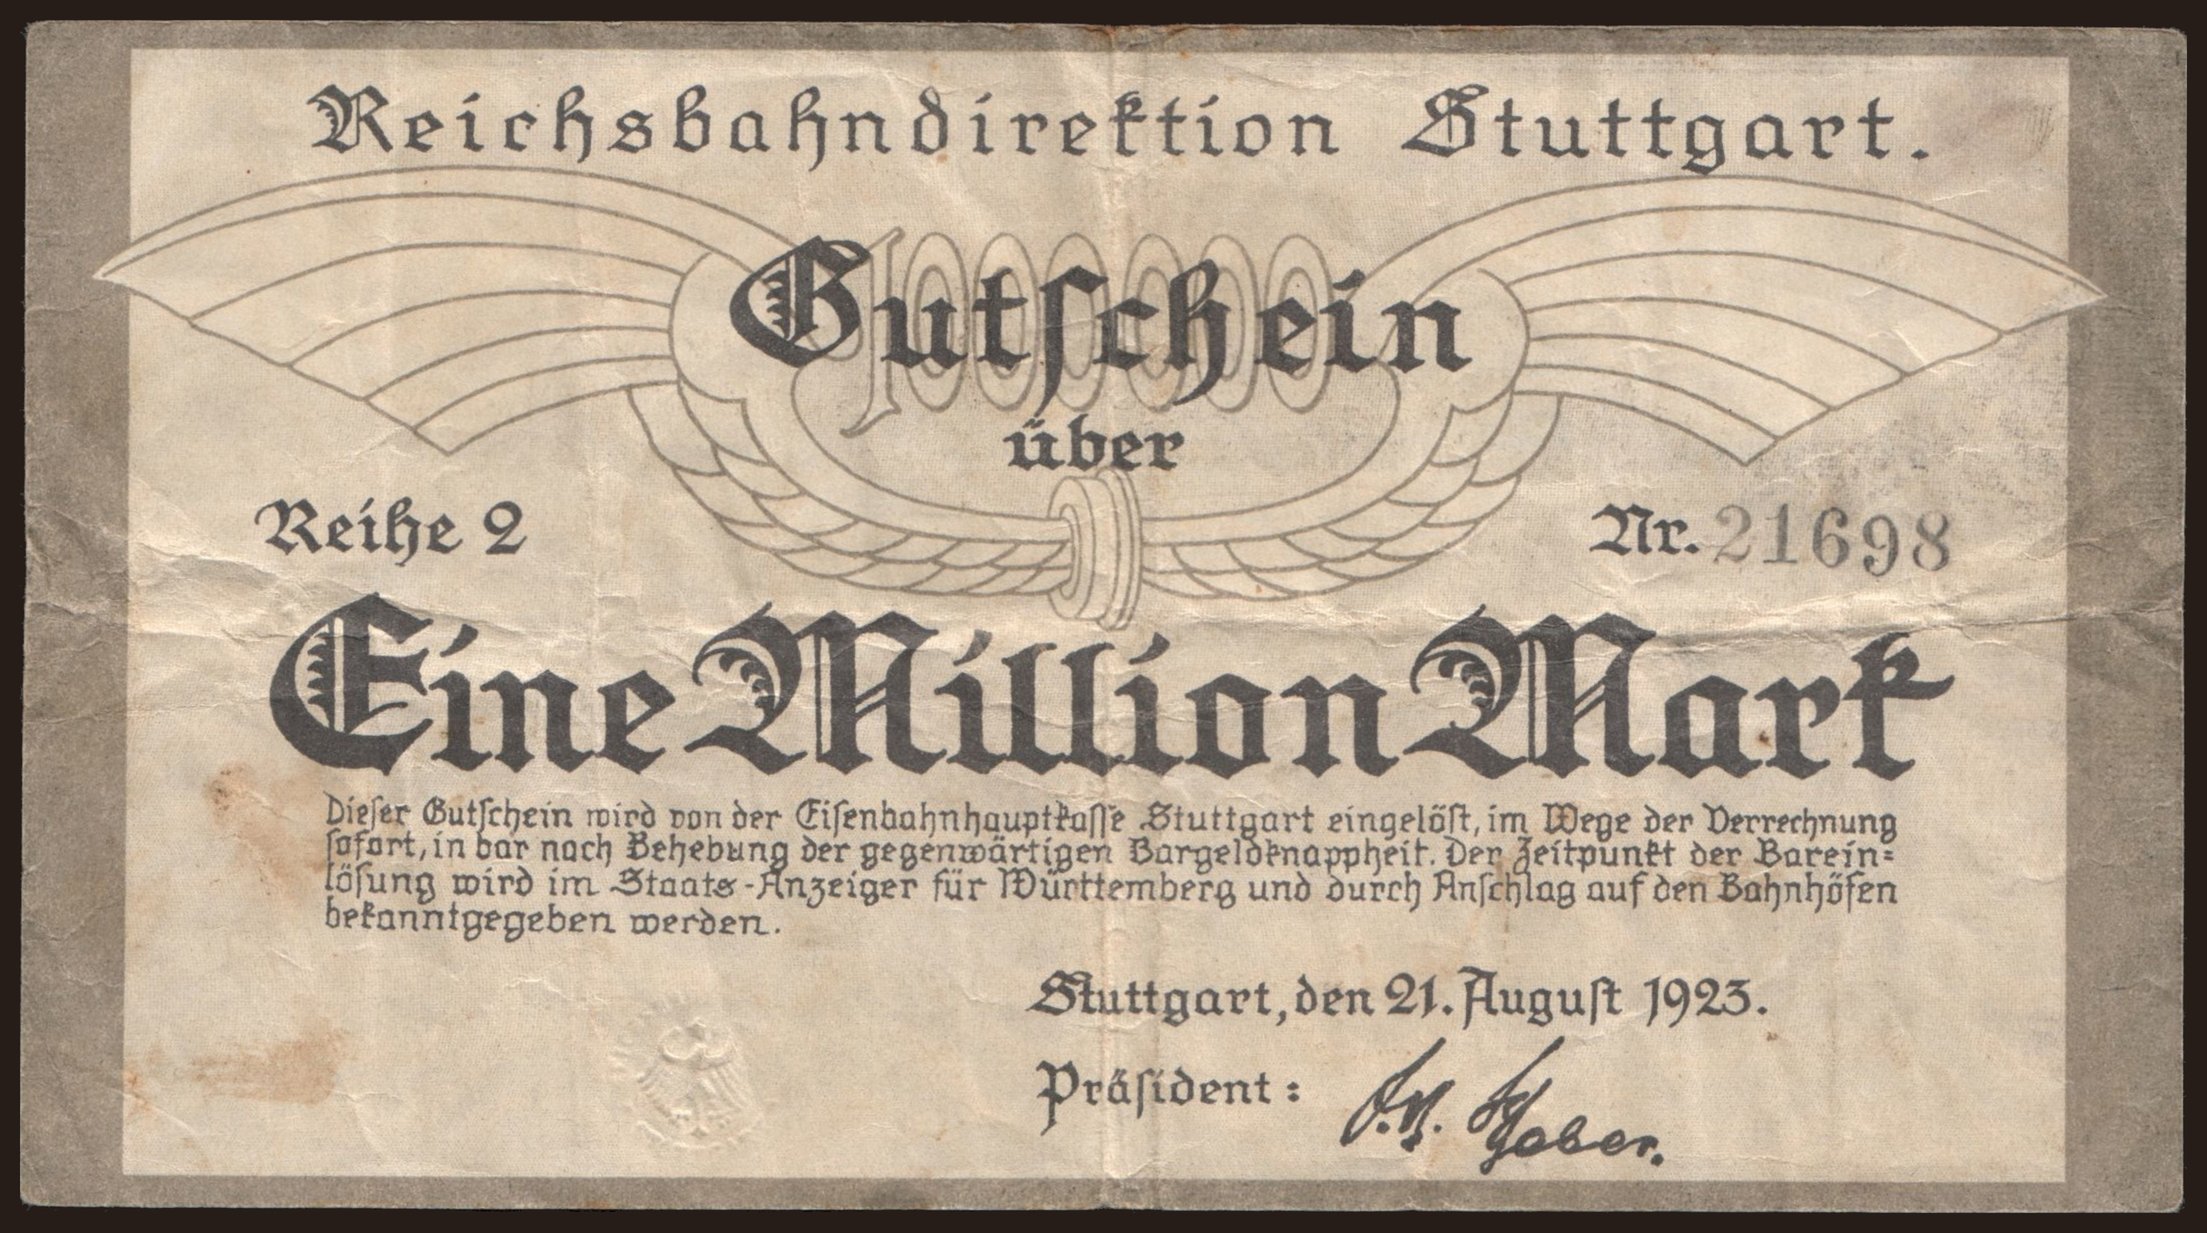 Reichsbahndirektion Stuttgart.
1000000
Gutſchein
über
Reihe 2
Nr. 21698
Eine Million Mark
Dieſer Gutſchein wird von der Eiſenbahnhauptkaſſe Stuttgart eingelöſt, im Wege der Verrechnung
ſofort, in bar nach Behebung der gegenwärtigen Bargeldknappheit. Der Zeitpunkt der Barein=
löſung wird im Staats-Anzeiger für Württemberg und durch Anſchlag auf den Bahnhöfen
bekanntgegeben werden.
Stuttgart, den 21. Auguſt 1923.
Präſident: